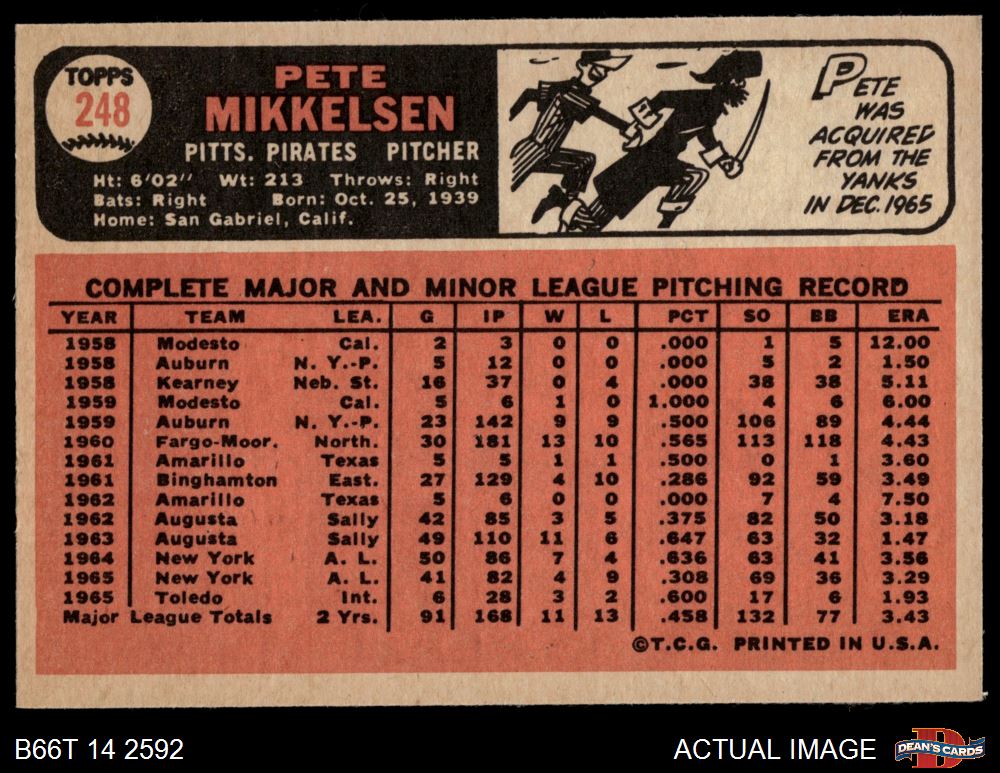 TOPPS
248
PETE
MIKKELSEN
PITTS. PIRATES PITCHER
Ht: 6'02" Wt: 213 Throws: Right
Bats: Right Born: Oct. 25, 1939
Home: San Gabriel, Calif.
PETE
WAS
ACQUIRED
FROM THE
YANKS
IN DEC. 1965
COMPLETE MAJOR AND MINOR LEAGUE PITCHING RECORD
YEAR TEAM LEA. G IP W L PCT SO BB ERA
1958 Modesto Cal. 2 3 0 0 .000 1 5 12.00
1958 Auburn N. Y.-P. 5 12 0 0 .000 5 2 1.50
1958 Kearney Neb. St. 16 37 0 4 .000 38 38 5.11
1959 Modesto Cal. 5 6 1 0 1.000 4 6 6.00
1959 Auburn N. Y.-P. 23 142 9 9 .500 106 89 4.44
1960 Fargo-Moor. North. 30 181 13 10 .565 113 118 4.43
1961 Amarillo Texas 5 5 1 1 .500 0 1 3.60
1961 Binghamton East. 27 129 4 10 .286 92 59 3.49
1962 Amarillo Texas 5 6 0 0 .000 7 4 7.50
1962 Augusta Sally 42 85 3 5 .375 82 50 3.18
1963 Augusta Sally 49 110 11 6 .647 63 32 1.47
1964 New York A. L. 50 86 7 4 .636 63 41 3.56
1965 New York A. L. 41 82 4 9 .308 69 36 3.29
1965 Toledo Int. 6 28 3 2 .600 17 6 1.93
Major League Totals 2 Yrs. 91 168 11 13 .458 132 77 3.43
©T.C.G. PRINTED IN U.S.A.
B66T 14 2592
ACTUAL IMAGE
D
DEAN'S CARDS